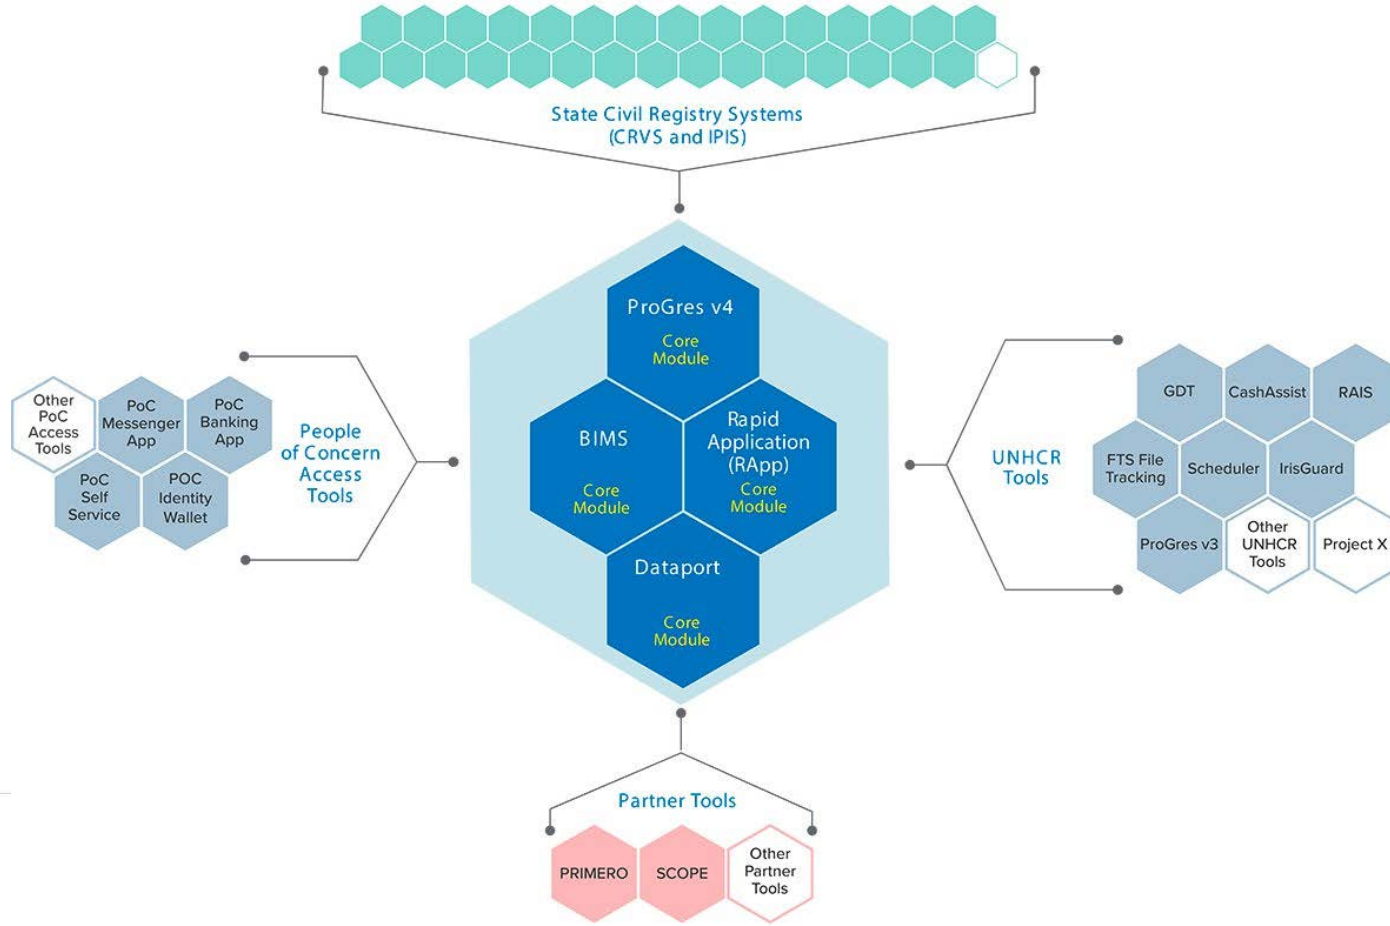 State Civil Registry Systems
(CRVS and IPIS)
ProGres v4
Core
Module
BIMS
Core
Module
Rapid
Application
(RApp)
Core
Module
Dataport
Core
Module
Other
PoC
Access
Tools
PoC
Messenger
App
PoC
Banking
App
PoC
Self
Service
POC
Identity
Wallet
People
of Concern
Access
Tools
UNHCR
Tools
GDT
CashAssist
RAIS
FTS File
Tracking
Scheduler
IrisGuard
ProGres v3
Other
UNHCR
Tools
Project X
Partner Tools
PRIMERO
SCOPE
Other
Partner
Tools